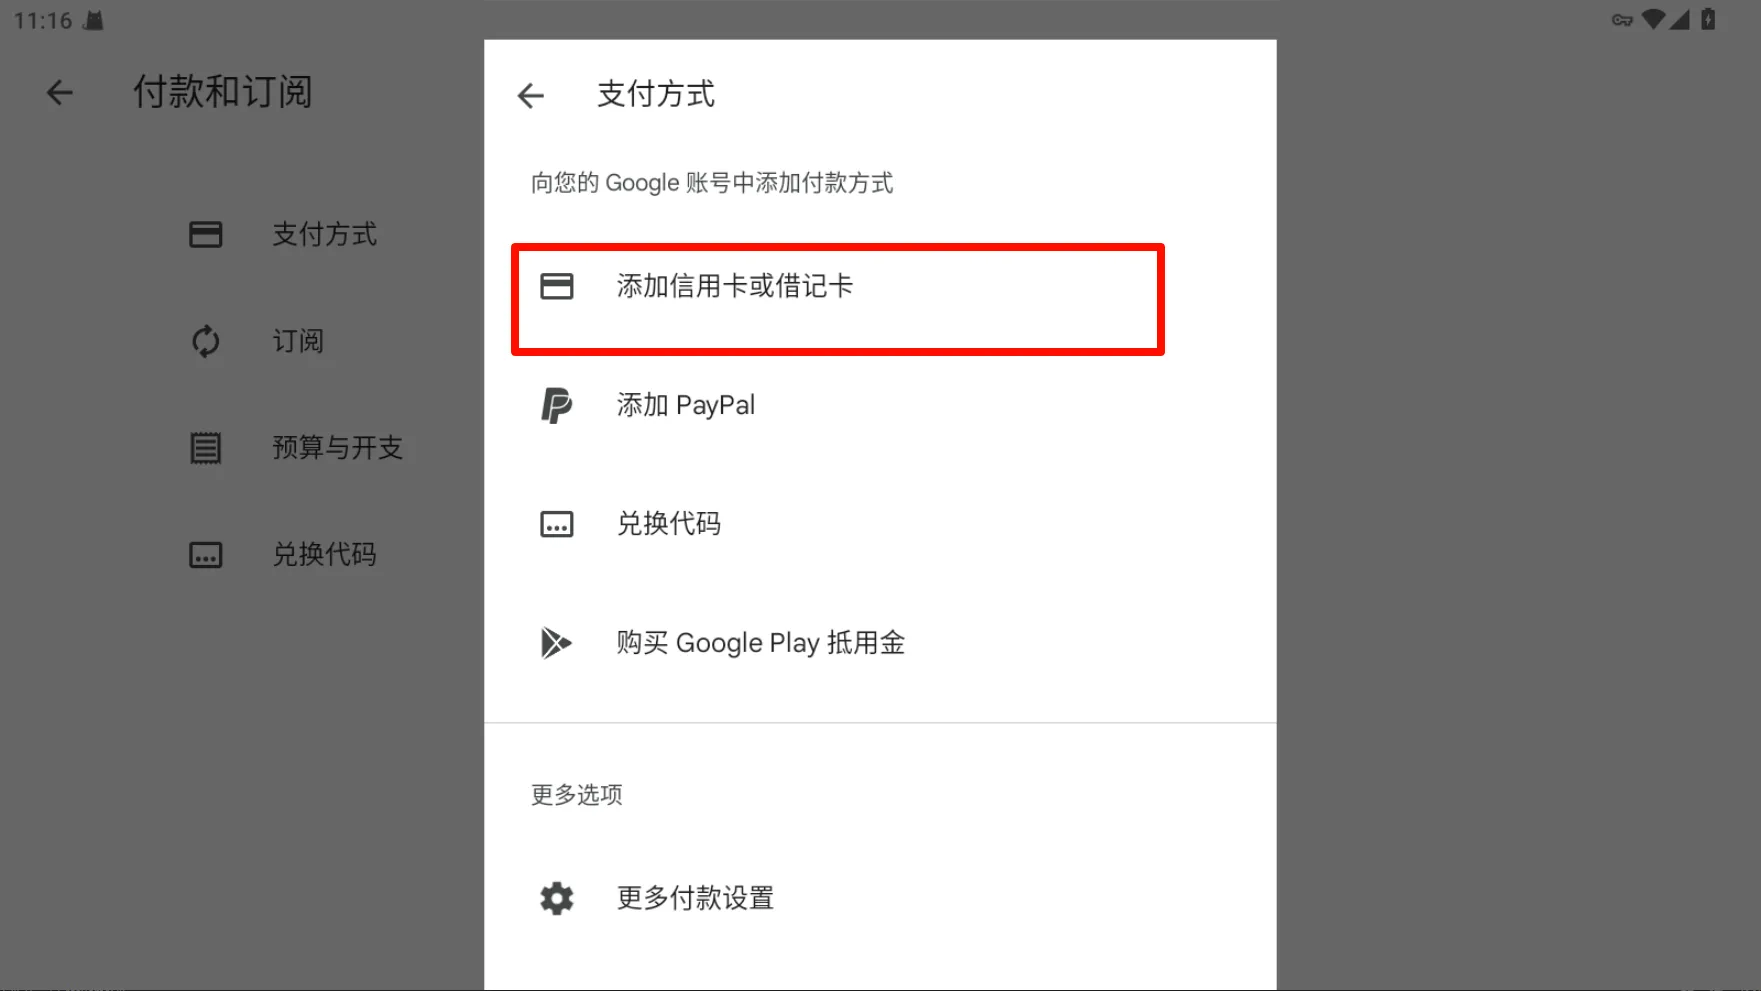 11:16
付款和订阅
支付方式
订阅
预算与开支
兑换代码
支付方式
向您的 Google 账号中添加付款方式
添加信用卡或借记卡
添加 PayPal
兑换代码
购买 Google Play 抵用金
更多选项
更多付款设置